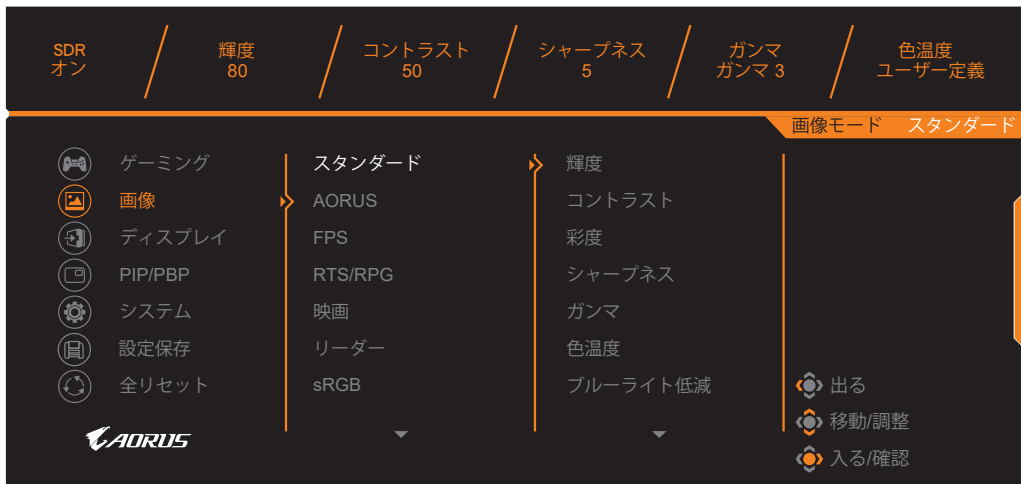 SDR
オン
輝度
80
コントラスト
50
シャープネス
5
ガンマ
ガンマ 3
色温度
ユーザー定義
画像モード スタンダード
ゲーミング
画像
ディスプレイ
PIP/PBP
システム
設定保存
全リセット
AORUS
スタンダード
AORUS
FPS
RTS/RPG
映画
リーダー
sRGB
輝度
コントラスト
彩度
シャープネス
ガンマ
色温度
ブルーライト低減
出る
移動/調整
入る/確認